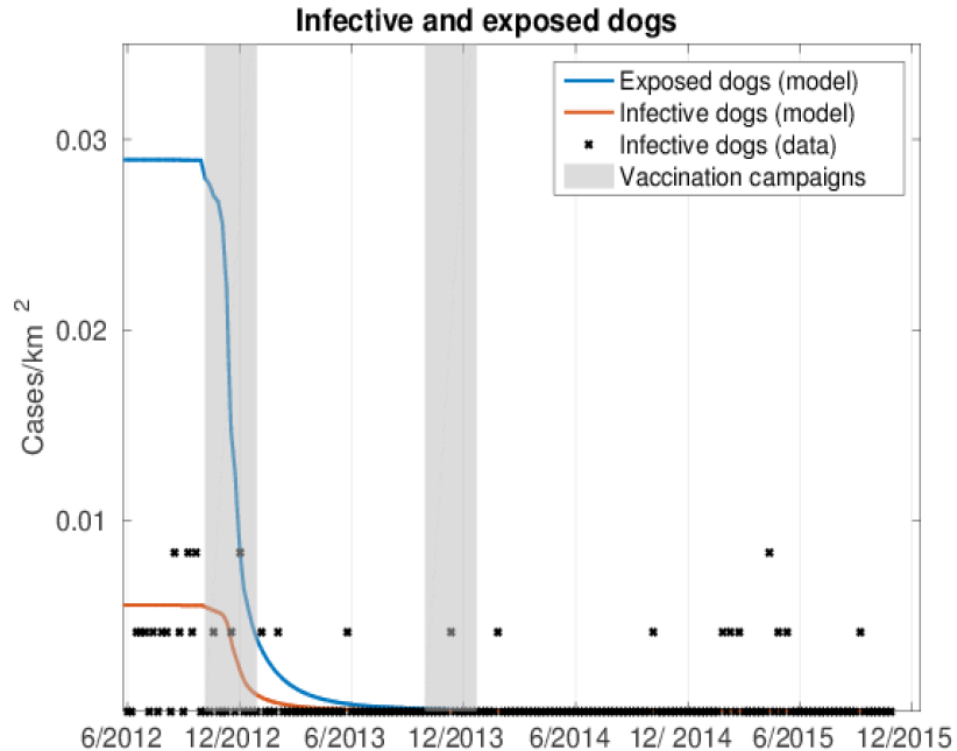 Infective and exposed dogs
Exposed dogs (model)
Infective dogs (model)
Infective dogs (data)
Vaccination campaigns
0.03
0.02
0.01
Cases/km 2
6/2012 12/2012 6/2013 12/2013 6/2014 12/ 2014 6/2015 12/2015